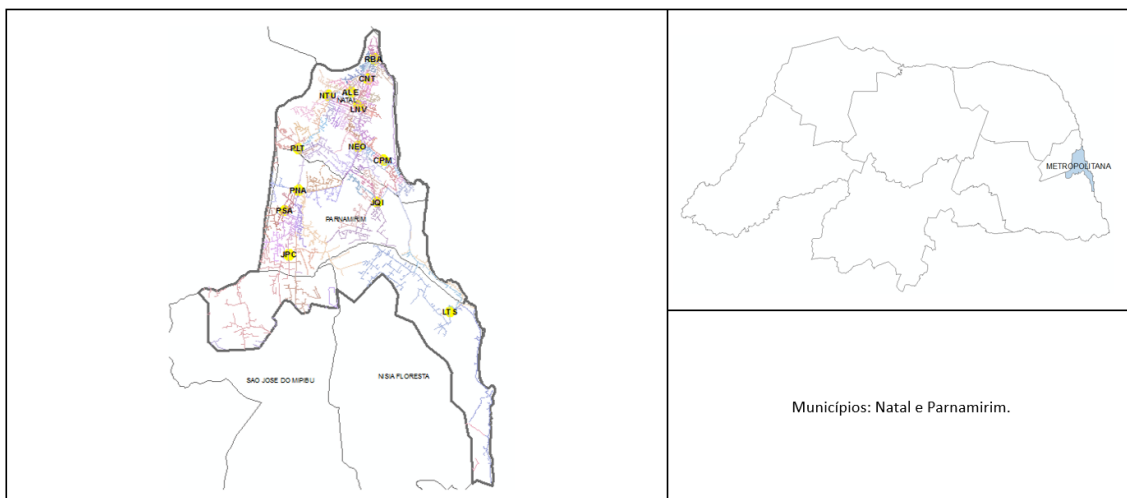 RBA
CNT
ALE
NTU
NATAL
LNV
PLT
NEO
CPM
PNA
JQI
PSA
PARNAMIRIM
JPC
LTS
SAO JOSE DO MIPIBU
NISIA FLORESTA
METROPOLITANA
Municípios: Natal e Parnamirim.